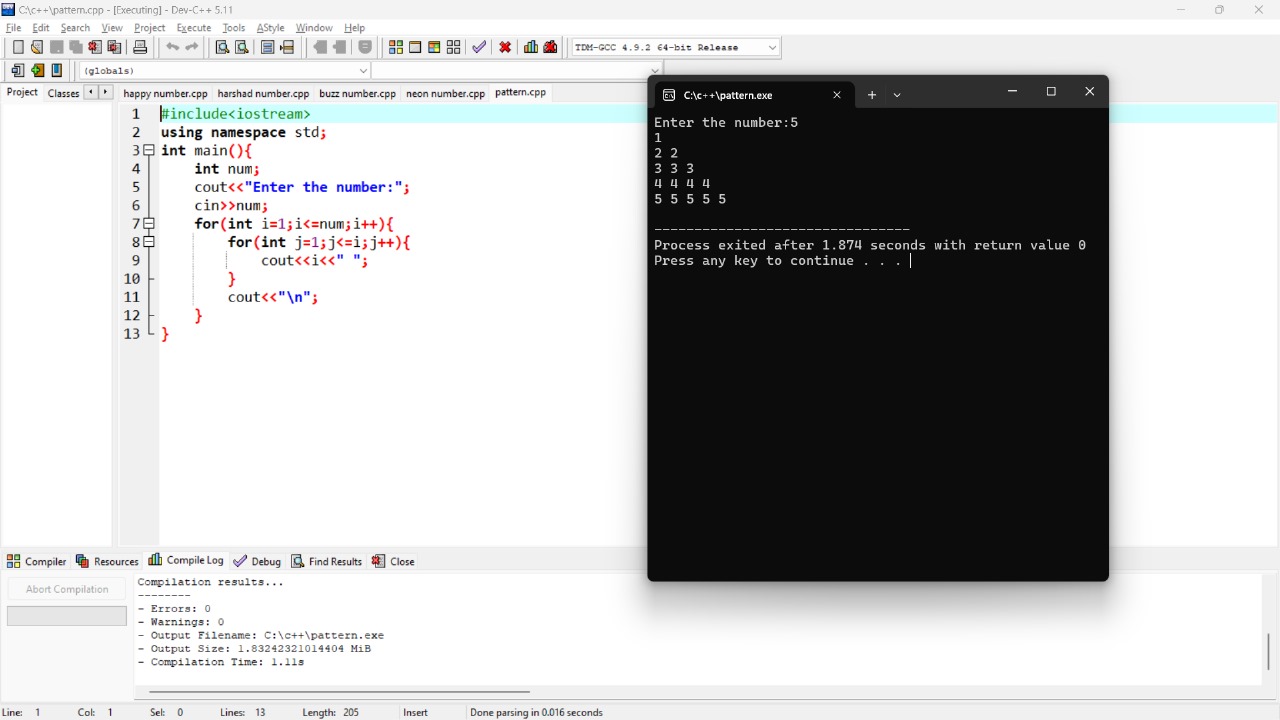 C:\c++\pattern.cpp - [Executing] - Dev-C++ 5.11
File Edit Search View Project Execute Tools AStyle Window Help
TDM-GCC 4.9.2 64-bit Release
(globals)
Project Classes happy number.cpp harshad number.cpp buzz number.cpp neon number.cpp pattern.cpp
1 #include<iostream>
2 using namespace std;
3 int main(){
4 int num;
5 cout<<"Enter the number:";
6 cin>>num;
7 for(int i=1;i<=num;i++){
8 for(int j=1;j<=i;j++){
9 cout<<i<<" ";
10 }
11 cout<<"\n";
12 }
13 }
C:\c++\pattern.exe
Enter the number:5
1
2 2
3 3 3
4 4 4 4
5 5 5 5 5
--------------------------------
Process exited after 1.874 seconds with return value 0
Press any key to continue . . .
Compiler Resources Compile Log Debug Find Results Close
Abort Compilation
Compilation results...
--------
- Errors: 0
- Warnings: 0
- Output Filename: C:\c++\pattern.exe
- Output Size: 1.83242321014404 MiB
- Compilation Time: 1.11s
Line: 1 Col: 1 Sel: 0 Lines: 13 Length: 205 Insert Done parsing in 0.016 seconds